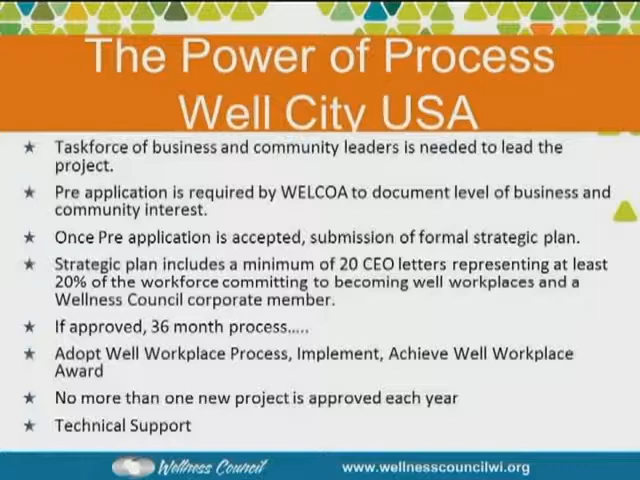 The Power of Process
Well City USA
★ Taskforce of business and community leaders is needed to lead the
project.
★ Pre application is required by WELCOA to document level of business and
community interest.
★ Once Pre application is accepted, submission of formal strategic plan.
★ Strategic plan includes a minimum of 20 CEO letters representing at least
20% of the workforce committing to becoming well workplaces and a
Wellness Council corporate member.
★ If approved, 36 month process.....
★ Adopt Well Workplace Process, Implement, Achieve Well Workplace
Award
★ No more than one new project is approved each year
★ Technical Support
Wellness Council www.wellnesscouncilwi.org